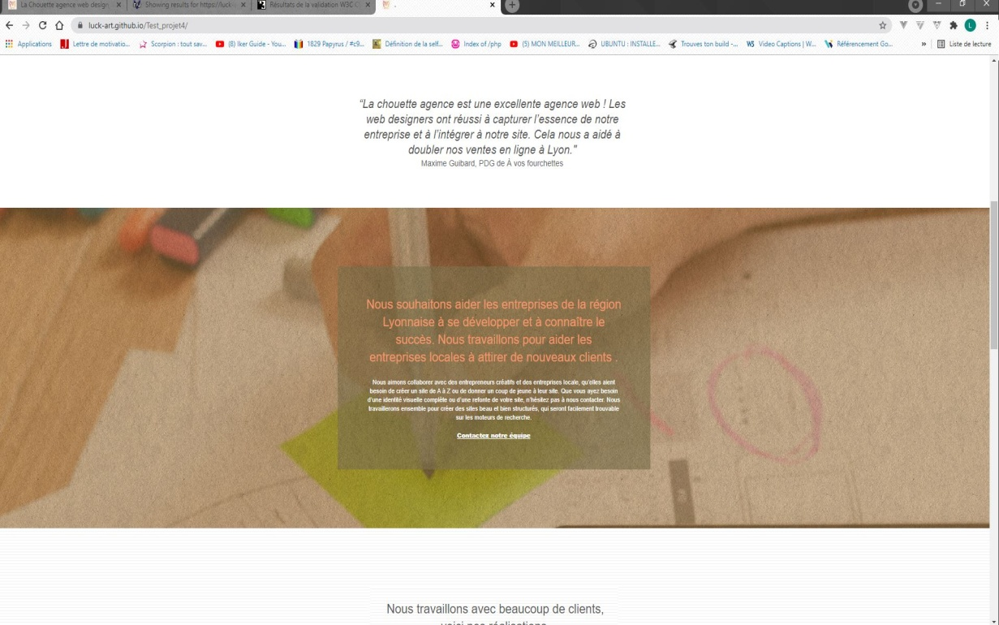 La Chouette agence web design
Showing results for https://luck-
Résultats de la validation W3C C
luck-art.github.io/Test_projet4/
Applications
Lettre de motivatio...
Scorpion : tout sav...
(8) Iker Guide - You...
1829 Papyrus / #c9...
Définition de la self...
Index of /php
(5) MON MEILLEUR...
UBUNTU : INSTALLE...
Trouves ton build -...
Video Captions | W...
Référencement Go...
»
Liste de lecture
“La chouette agence est une excellente agence web ! Les
web designers ont réussi à capturer l’essence de notre
entreprise et à l’intégrer à notre site. Cela nous a aidé à
doubler nos ventes en ligne à Lyon.”
Maxime Guibard, PDG de À vos fourchettes
Nous souhaitons aider les entreprises de la région
Lyonnaise à se développer et à connaître le
succès. Nous travaillons pour aider les
entreprises locales à attirer de nouveaux clients .
Nous aimons collaborer avec des entrepreneurs créatifs et des entreprises locale, qu’elles aient
besoin de créer un site de A à Z ou de donner un coup de jeune à leur site. Que vous ayez besoin
d’une identité visuelle complète ou d’une refonte de votre site, n’hésitez pas à nous contacter. Nous
travaillerons ensemble pour créer des sites beau et bien structurés, qui seront facilement trouvable
sur les moteurs de recherche.
Contactez notre équipe
Nous travaillons avec beaucoup de clients,
voici nos réalisations